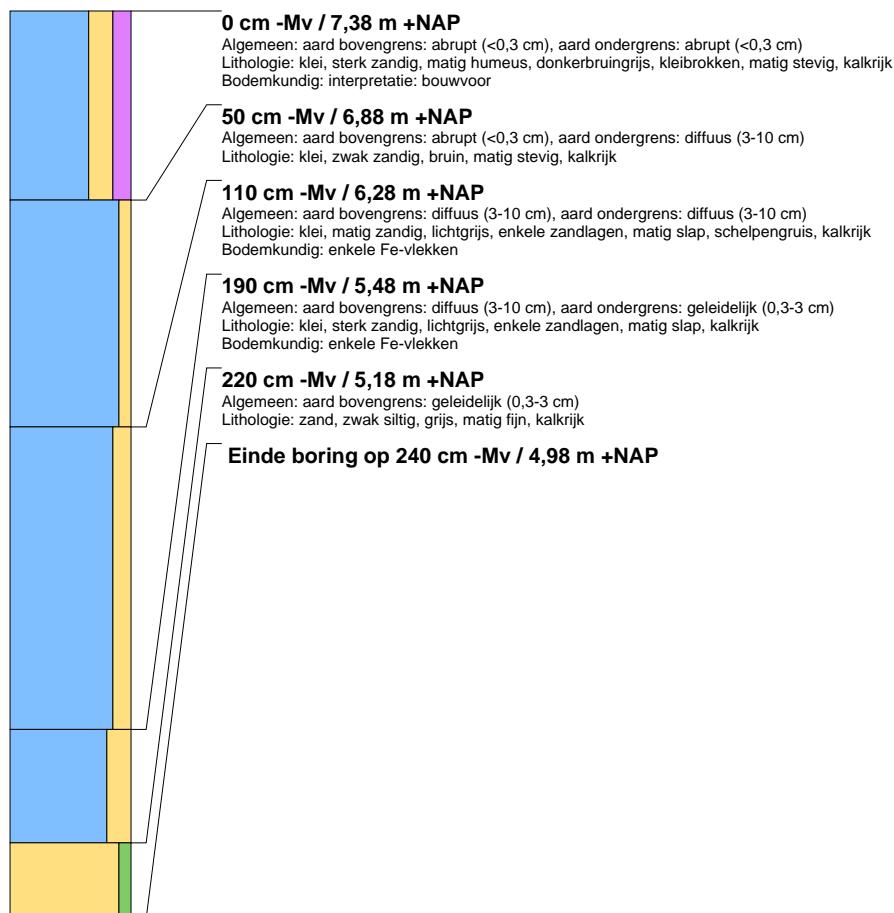 0 cm -Mv / 7,38 m +NAP
Algemeen: aard bovengrens: abrupt (<0,3 cm), aard ondergrens: abrupt (<0,3 cm)
Lithologie: klei, sterk zandig, matig humeus, donkerbruingrijs, kleibrokken, matig stevig, kalkrijk
Bodemkundig: interpretatie: bouwvoor
50 cm -Mv / 6,88 m +NAP
Algemeen: aard bovengrens: abrupt (<0,3 cm), aard ondergrens: diffuus (3-10 cm)
Lithologie: klei, zwak zandig, bruin, matig stevig, kalkrijk
110 cm -Mv / 6,28 m +NAP
Algemeen: aard bovengrens: diffuus (3-10 cm), aard ondergrens: diffuus (3-10 cm)
Lithologie: klei, matig zandig, lichtgrijs, enkele zandlagen, matig slap, schelpengruis, kalkrijk
Bodemkundig: enkele Fe-vlekken
190 cm -Mv / 5,48 m +NAP
Algemeen: aard bovengrens: diffuus (3-10 cm), aard ondergrens: geleidelijk (0,3-3 cm)
Lithologie: klei, sterk zandig, lichtgrijs, enkele zandlagen, matig slap, kalkrijk
Bodemkundig: enkele Fe-vlekken
220 cm -Mv / 5,18 m +NAP
Algemeen: aard bovengrens: geleidelijk (0,3-3 cm)
Lithologie: zand, zwak siltig, grijs, matig fijn, kalkrijk
Einde boring op 240 cm -Mv / 4,98 m +NAP